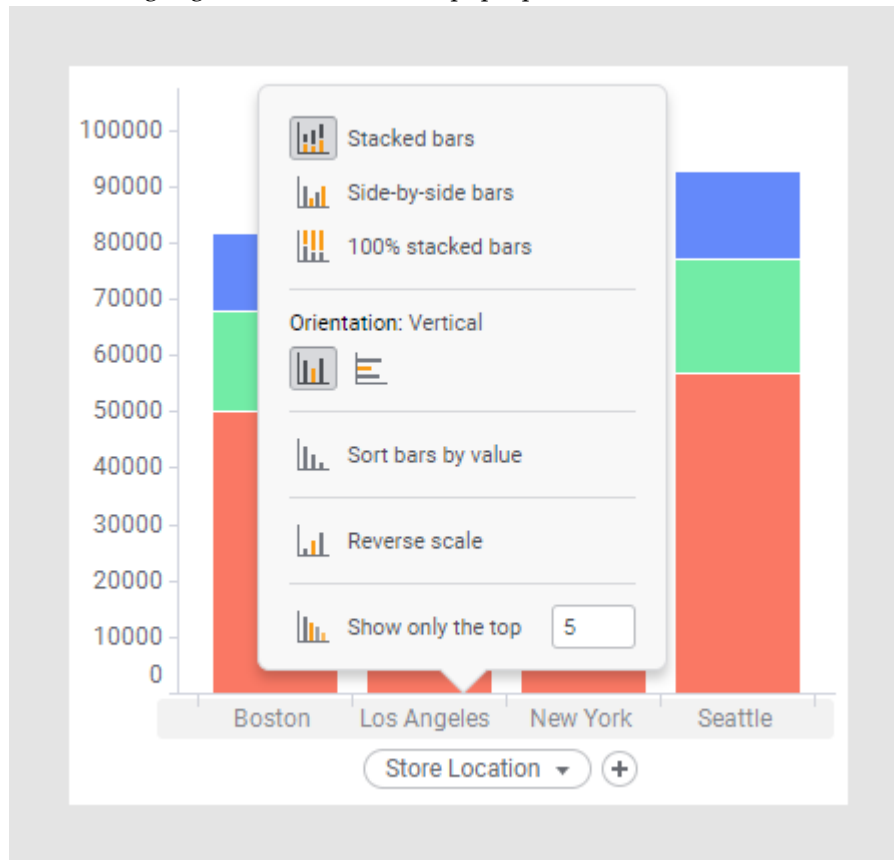 100000
90000
80000
70000
60000
50000
40000
30000
20000
10000
0
Stacked bars
Side-by-side bars
100% stacked bars
Orientation: Vertical
Sort bars by value
Reverse scale
Show only the top 5
Boston Los Angeles New York Seattle
Store Location